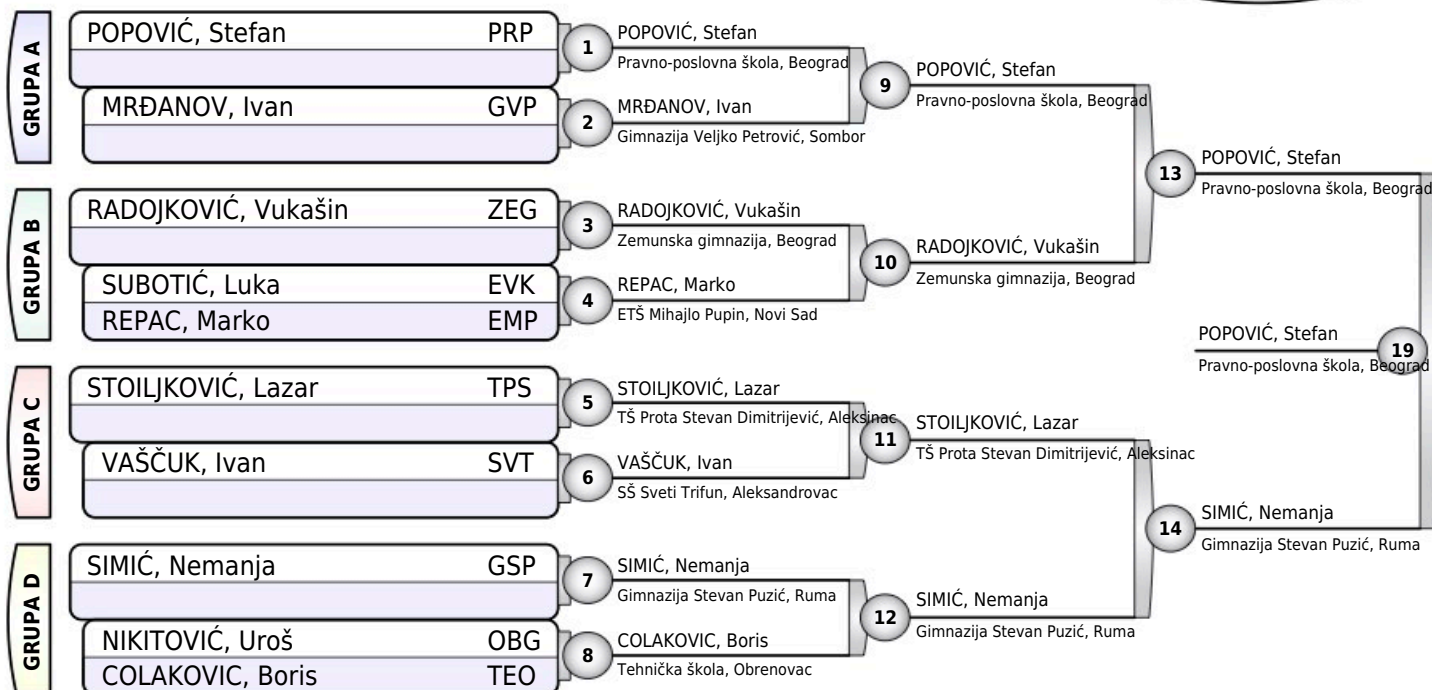 GRUPA A
POPOVIĆ, Stefan PRP
MRĐANOV, Ivan GVP
GRUPA B
RADOJKOVIĆ, Vukašin ZEG
SUBOTIĆ, Luka EVK
REPAC, Marko EMP
GRUPA C
STOILJKOVIĆ, Lazar TPS
VAŠČUK, Ivan SVT
GRUPA D
SIMIĆ, Nemanja GSP
NIKITOVIĆ, Uroš OBG
COLAKOVIC, Boris TEO
1
POPOVIĆ, Stefan
Pravno-poslovna škola, Beograd
2
MRĐANOV, Ivan
Gimnazija Veljko Petrović, Sombor
3
RADOJKOVIĆ, Vukašin
Zemunska gimnazija, Beograd
4
REPAC, Marko
ETŠ Mihajlo Pupin, Novi Sad
5
STOILJKOVIĆ, Lazar
TŠ Prota Stevan Dimitrijević, Aleksinac
6
VAŠČUK, Ivan
SŠ Sveti Trifun, Aleksandrovac
7
SIMIĆ, Nemanja
Gimnazija Stevan Puzić, Ruma
8
COLAKOVIC, Boris
Tehnička škola, Obrenovac
9
POPOVIĆ, Stefan
Pravno-poslovna škola, Beograd
10
RADOJKOVIĆ, Vukašin
Zemunska gimnazija, Beograd
11
STOILJKOVIĆ, Lazar
TŠ Prota Stevan Dimitrijević, Aleksinac
12
SIMIĆ, Nemanja
Gimnazija Stevan Puzić, Ruma
13
POPOVIĆ, Stefan
Pravno-poslovna škola, Beograd
14
SIMIĆ, Nemanja
Gimnazija Stevan Puzić, Ruma
POPOVIĆ, Stefan
19
Pravno-poslovna škola, Beograd